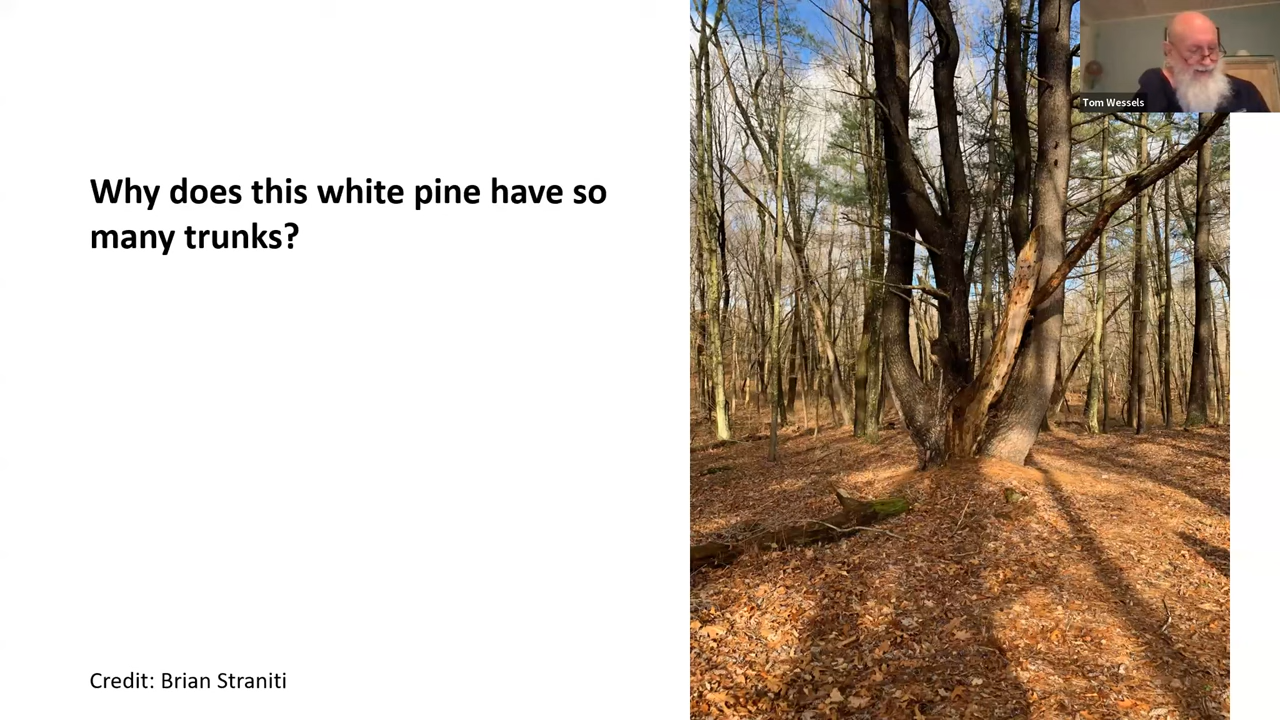 Why does this white pine have so
many trunks?
Credit: Brian Straniti
Tom Wessels